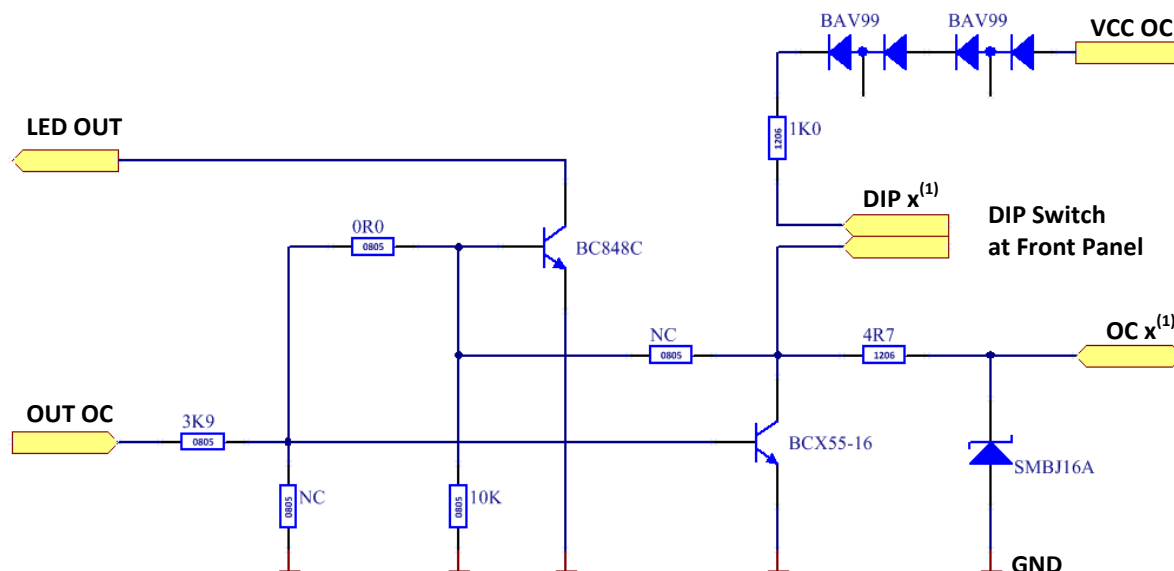 BAV99 BAV99 VCC OC
LED OUT
1K0
1206
DIP x(1)
DIP Switch
at Front Panel
0R0
0805
BC848C
NC
0805
4R7
1206
OC x(1)
OUT OC
3K9
0805
BCX55-16
SMBJ16A
0805
NC
0805
10K
GND